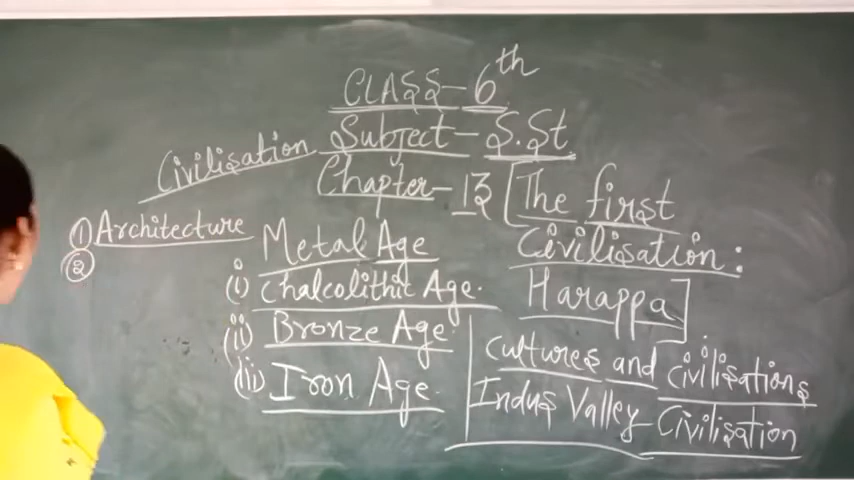 CLASS - 6th
Subject - S.St
Civilisation
Chapter - 13 [The first
Civilisation:
Harappa]
① Architecture
②
Metal Age
(i) Chalcolithic Age.
(ii) Bronze Age
(iii) Iron Age
Cultures and civilisations
Indus Valley Civilisation